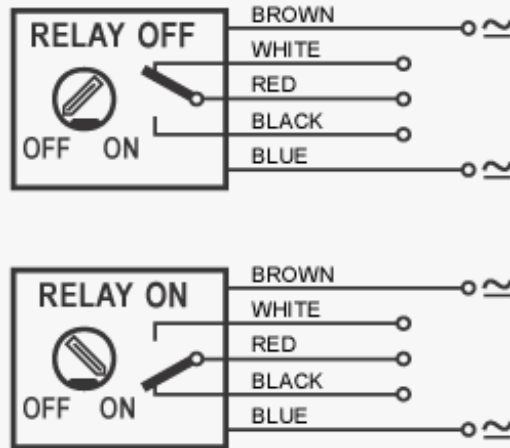 RELAY OFF
BROWN
WHITE
RED
BLACK
BLUE
OFF ON
RELAY ON
BROWN
WHITE
RED
BLACK
BLUE
OFF ON